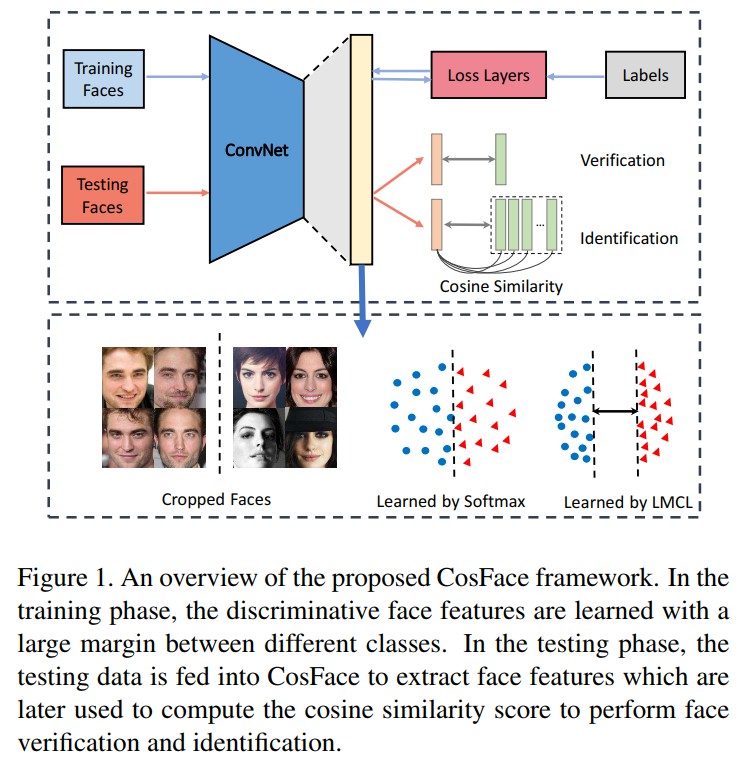 Training
Faces
Testing
Faces
ConvNet
Loss Layers
Labels
Verification
...
Identification
Cosine Similarity
Cropped Faces
Learned by Softmax
Learned by LMCL
Figure 1. An overview of the proposed CosFace framework. In the
training phase, the discriminative face features are learned with a
large margin between different classes. In the testing phase, the
testing data is fed into CosFace to extract face features which are
later used to compute the cosine similarity score to perform face
verification and identification.